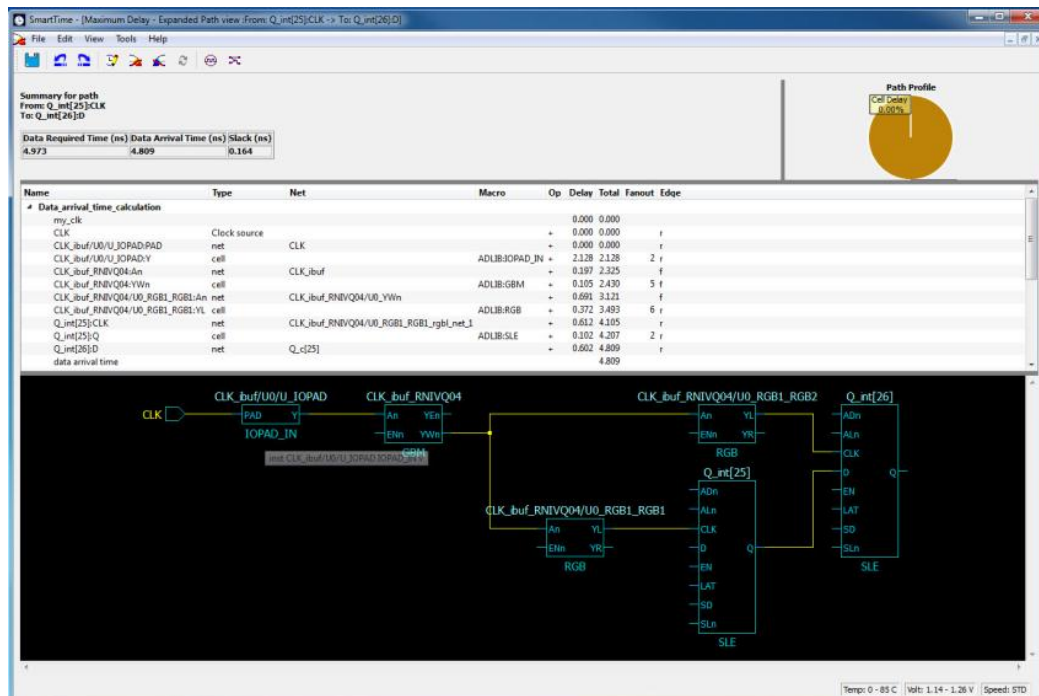 SmartTime - [Maximum Delay - Expanded Path view :From: Q_int[25]:CLK -> To: Q_int[26]:D]
File Edit View Tools Help
Summary for path
From: Q_int[25]:CLK
To: Q_int[26]:D
Data Required Time (ns) Data Arrival Time (ns) Slack (ns)
4.973 4.809 0.164
Path Profile
Cell Delay
0.00%
Name Type Net Macro Op Delay Total Fanout Edge
Data_arrival_time_calculation
my_clk 0.000 0.000
CLK Clock source + 0.000 0.000 r
CLK_ibuf/U0/U_IOPAD:PAD net CLK + 0.000 0.000 r
CLK_ibuf/U0/U_IOPAD:Y cell ADLIB:IOPAD_IN + 2.128 2.128 2 r
CLK_ibuf_RNIVQ04:An net CLK_ibuf + 0.197 2.325 f
CLK_ibuf_RNIVQ04:YWn cell ADLIB:GBM + 0.105 2.430 5 f
CLK_ibuf_RNIVQ04/U0_RGB1_RGB1:An net CLK_ibuf_RNIVQ04/U0_YWn + 0.691 3.121 f
CLK_ibuf_RNIVQ04/U0_RGB1_RGB1:YL cell ADLIB:RGB + 0.372 3.493 6 r
Q_int[25]:CLK net CLK_ibuf_RNIVQ04/U0_RGB1_RGB1_rgbl_net_1 + 0.612 4.105 r
Q_int[25]:Q cell ADLIB:SLE + 0.102 4.207 2 r
Q_int[26]:D net Q_c[25] + 0.602 4.809 r
data arrival time 4.809
CLK_ibuf/U0/U_IOPAD CLK_ibuf_RNIVQ04 CLK_ibuf_RNIVQ04/U0_RGB1_RGB2 Q_int[26]
CLK PAD Y An YEn An YL ADn
ENn YWn ENn YR ALn
IOPAD_IN GBM RGB CLK
inst CLK_ibuf/U0/U_IOPAD IOPAD_IN
Q_int[25] D Q
ADn EN
CLK_ibuf_RNIVQ04/U0_RGB1_RGB1 ALn LAT
An YL CLK SD
ENn YR D Q SLn
RGB EN SLE
LAT
SD
SLn
SLE
Temp: 0 - 85 C Volt: 1.14 - 1.26 V Speed: STD